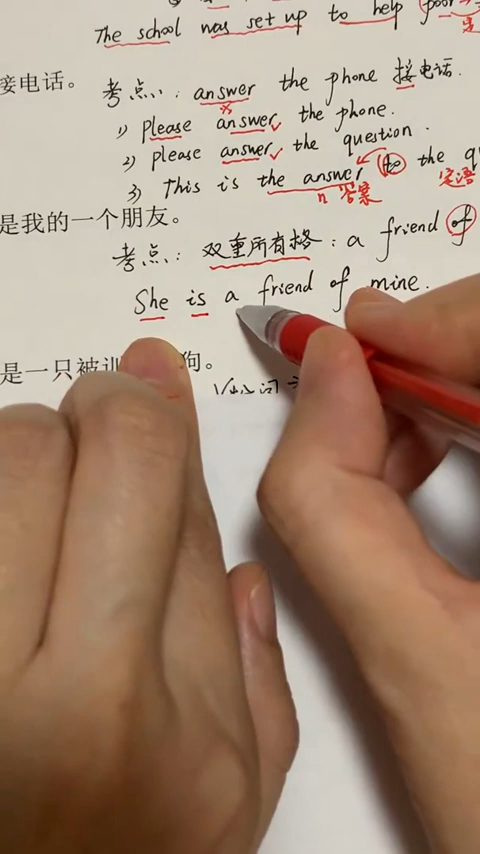 The school was set up to help poor
接电话。 考点: answer the phone 接电话.
1) please answer the phone.
2) please answer the question.
3) This is the answer to the 定语
n 答案
是我的一个朋友。
考点: 双重所有格: a friend of
She is a friend of mine.
是一只被训 狗。